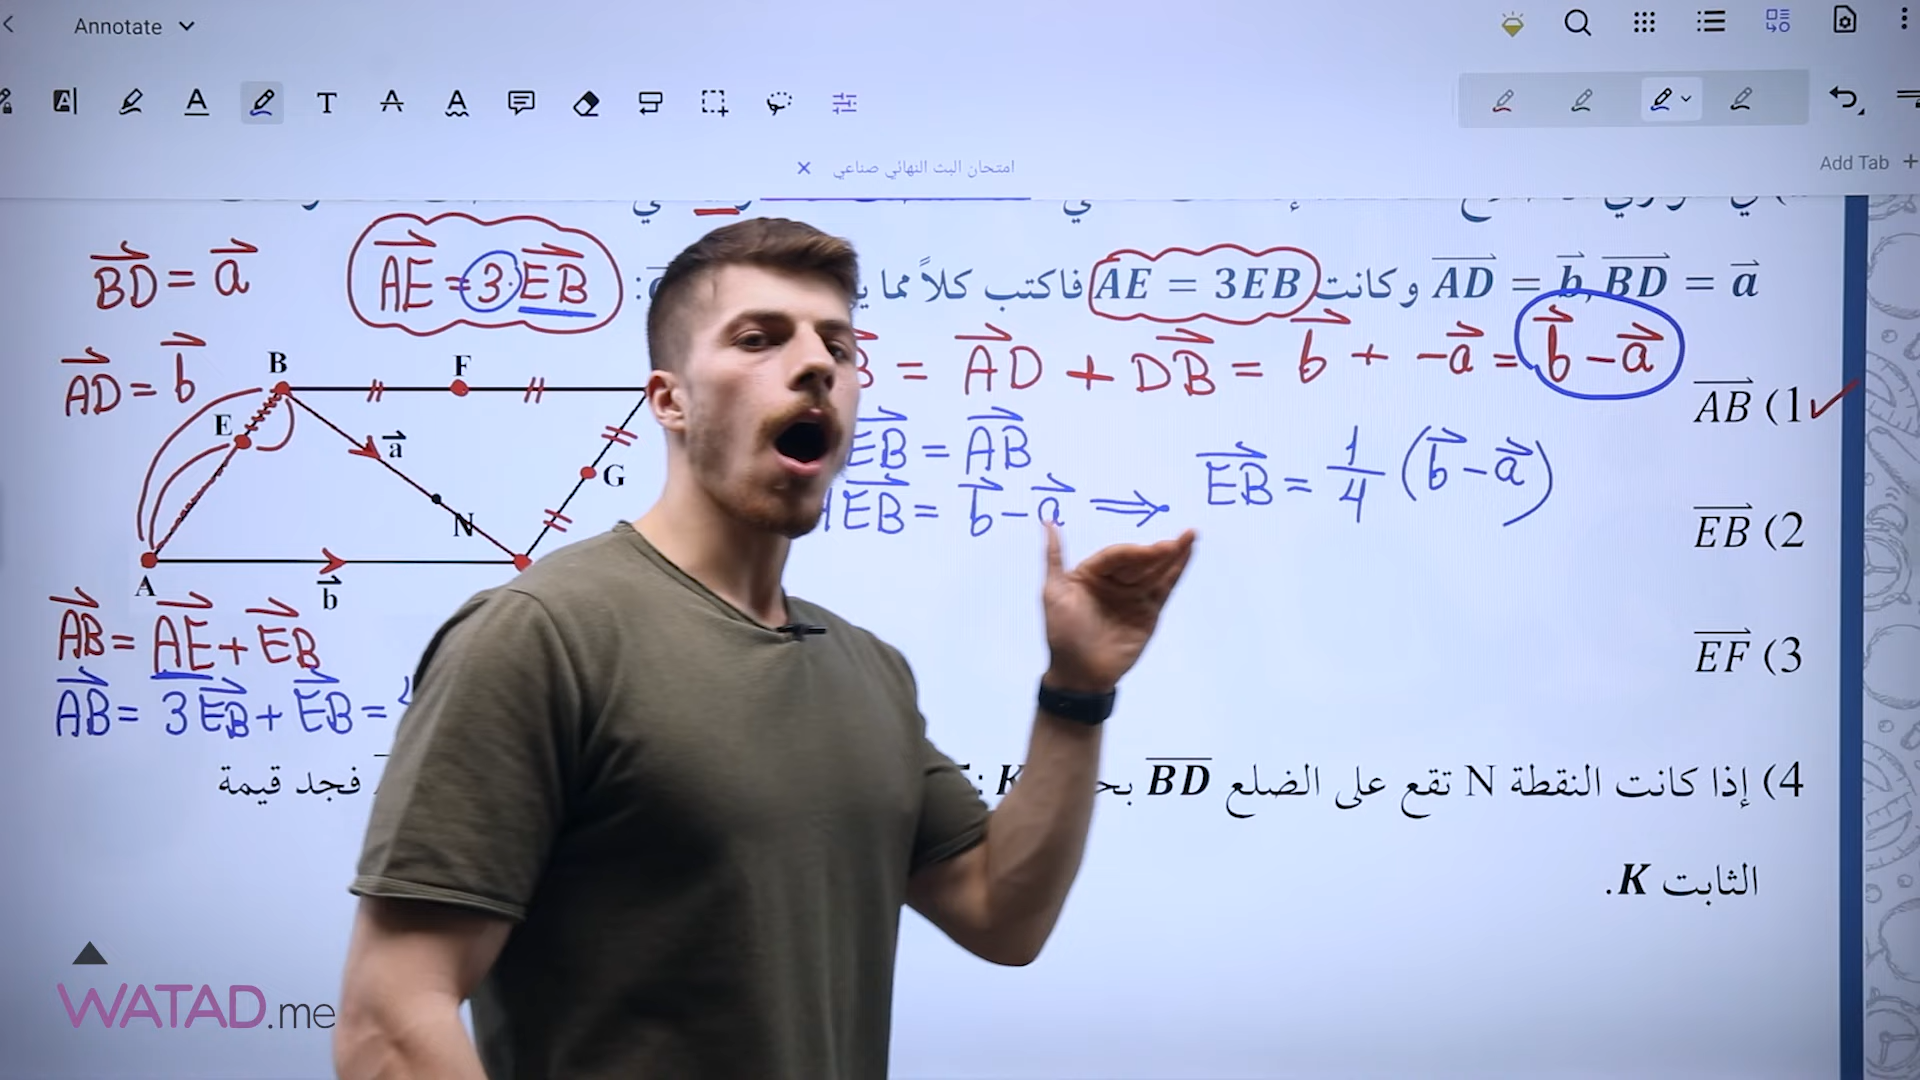 Annotate
T
امتحان البت النهائي صناعي
Add Tab +
BD = a
AE = 3·EB
AD = b , BD = a وكانت AE = 3EB فاكتب كلاً مما
AD = b
B = AD + DB = b + -a = b - a
AB (1 ✓
B
F
E
a
G
N
A
b
EB = AB
EB = b - a ⇒ EB = 1/4 (b - a)
EB (2
AB = AE + EB
AB = 3EB + EB =
EF (3
4) إذا كانت النقطة N تقع على الضلع BD
K :
فجد قيمة
الثابت K.
WATAD.me